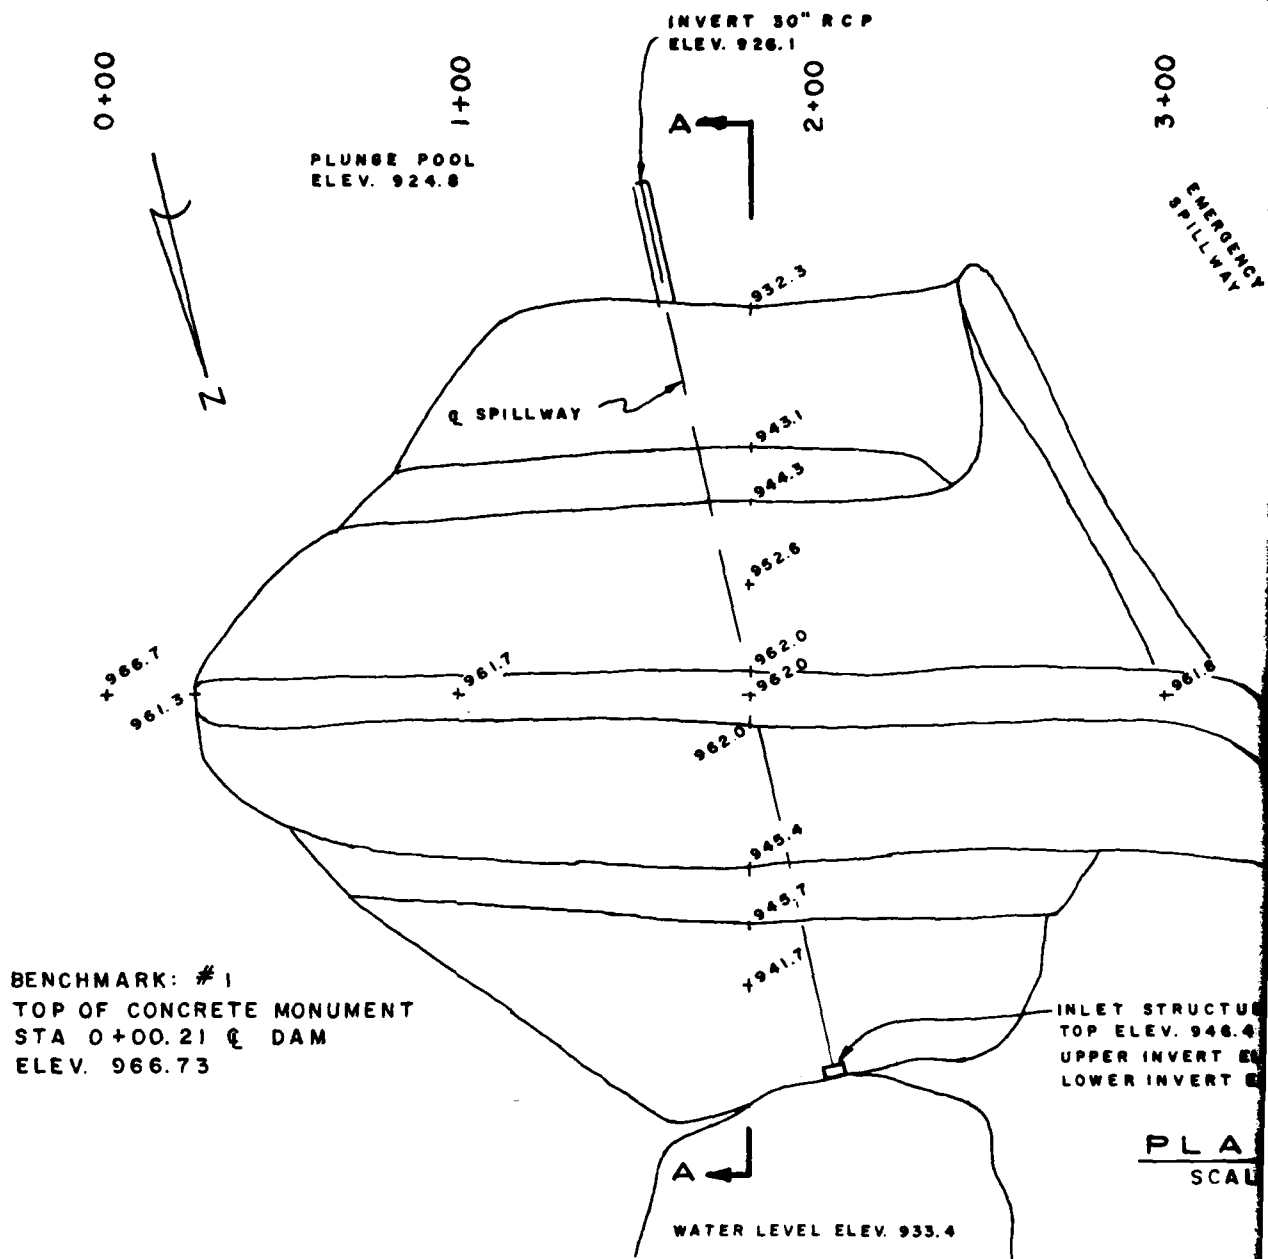 INVERT 30" RCP
ELEV. 926.1
0+00
1+00
2+00
3+00
A
PLUNGE POOL
ELEV. 924.8
EMERGENCY
SPILLWAY
932.3
N
℄ SPILLWAY
943.1
944.3
952.6
966.7
961.3
961.7
962.0
962.0
962.0
961.8
945.4
945.7
941.7
BENCHMARK: #1
TOP OF CONCRETE MONUMENT
STA 0+00.21 ℄ DAM
ELEV. 966.73
INLET STRUCTU
TOP ELEV. 946.4
UPPER INVERT
LOWER INVERT
PLA
SCAL
A
WATER LEVEL ELEV. 933.4